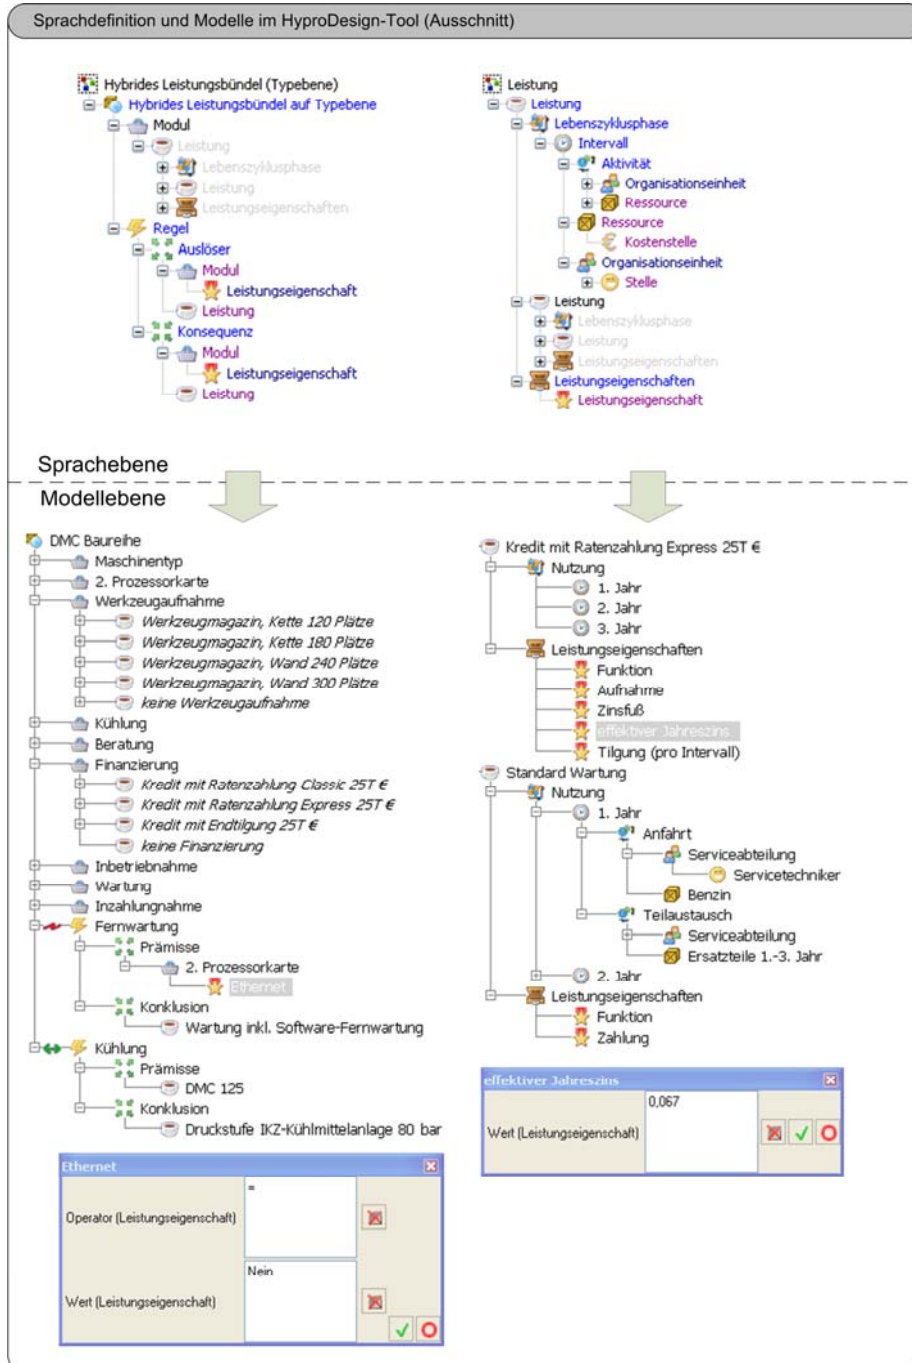 Sprachdefinition und Modelle im HyproDesign-Tool (Ausschnitt)
Hybrides Leistungsbündel (Typebene)
Hybrides Leistungsbündel auf Typebene
Modul
Leistung
Lebenszyklusphase
Leistung
Leistungseigenschaften
Regel
Auslöser
Modul
Leistungseigenschaft
Leistung
Konsequenz
Modul
Leistungseigenschaft
Leistung
Leistung
Leistung
Lebenszyklusphase
Intervall
Aktivität
Organisationseinheit
Ressource
Ressource
Kostenstelle
Organisationseinheit
Stelle
Leistung
Lebenszyklusphase
Leistung
Leistungseigenschaften
Leistungseigenschaften
Leistungseigenschaft
Sprachebene
Modellebene
DMC Baureihe
Maschinentyp
2. Prozessorkarte
Werkzeugaufnahme
Werkzeugmagazin, Kette 120 Plätze
Werkzeugmagazin, Kette 180 Plätze
Werkzeugmagazin, Wand 240 Plätze
Werkzeugmagazin, Wand 300 Plätze
keine Werkzeugaufnahme
Kühlung
Beratung
Finanzierung
Kredit mit Ratenzahlung Classic 25T €
Kredit mit Ratenzahlung Express 25T €
Kredit mit Endtilgung 25T €
keine Finanzierung
Inbetriebnahme
Wartung
Inzahlungnahme
Fernwartung
Prämisse
2. Prozessorkarte
Ethernet
Konklusion
Wartung inkl. Software-Fernwartung
Kühlung
Prämisse
DMC 125
Konklusion
Druckstufe IKZ-Kühlmittelanlage 80 bar
Ethernet
Operator (Leistungseigenschaft)
=
Wert (Leistungseigenschaft)
Nein
Kredit mit Ratenzahlung Express 25T €
Nutzung
1. Jahr
2. Jahr
3. Jahr
Leistungseigenschaften
Funktion
Aufnahme
Zinsfuß
effektiver Jahreszins
Tilgung (pro Intervall)
Standard Wartung
Nutzung
1. Jahr
Anfahrt
Serviceabteilung
Servicetechniker
Benzin
Teilaustausch
Serviceabteilung
Ersatzteile 1.-3. Jahr
2. Jahr
Leistungseigenschaften
Funktion
Zahlung
effektiver Jahreszins
Wert (Leistungseigenschaft)
0,067